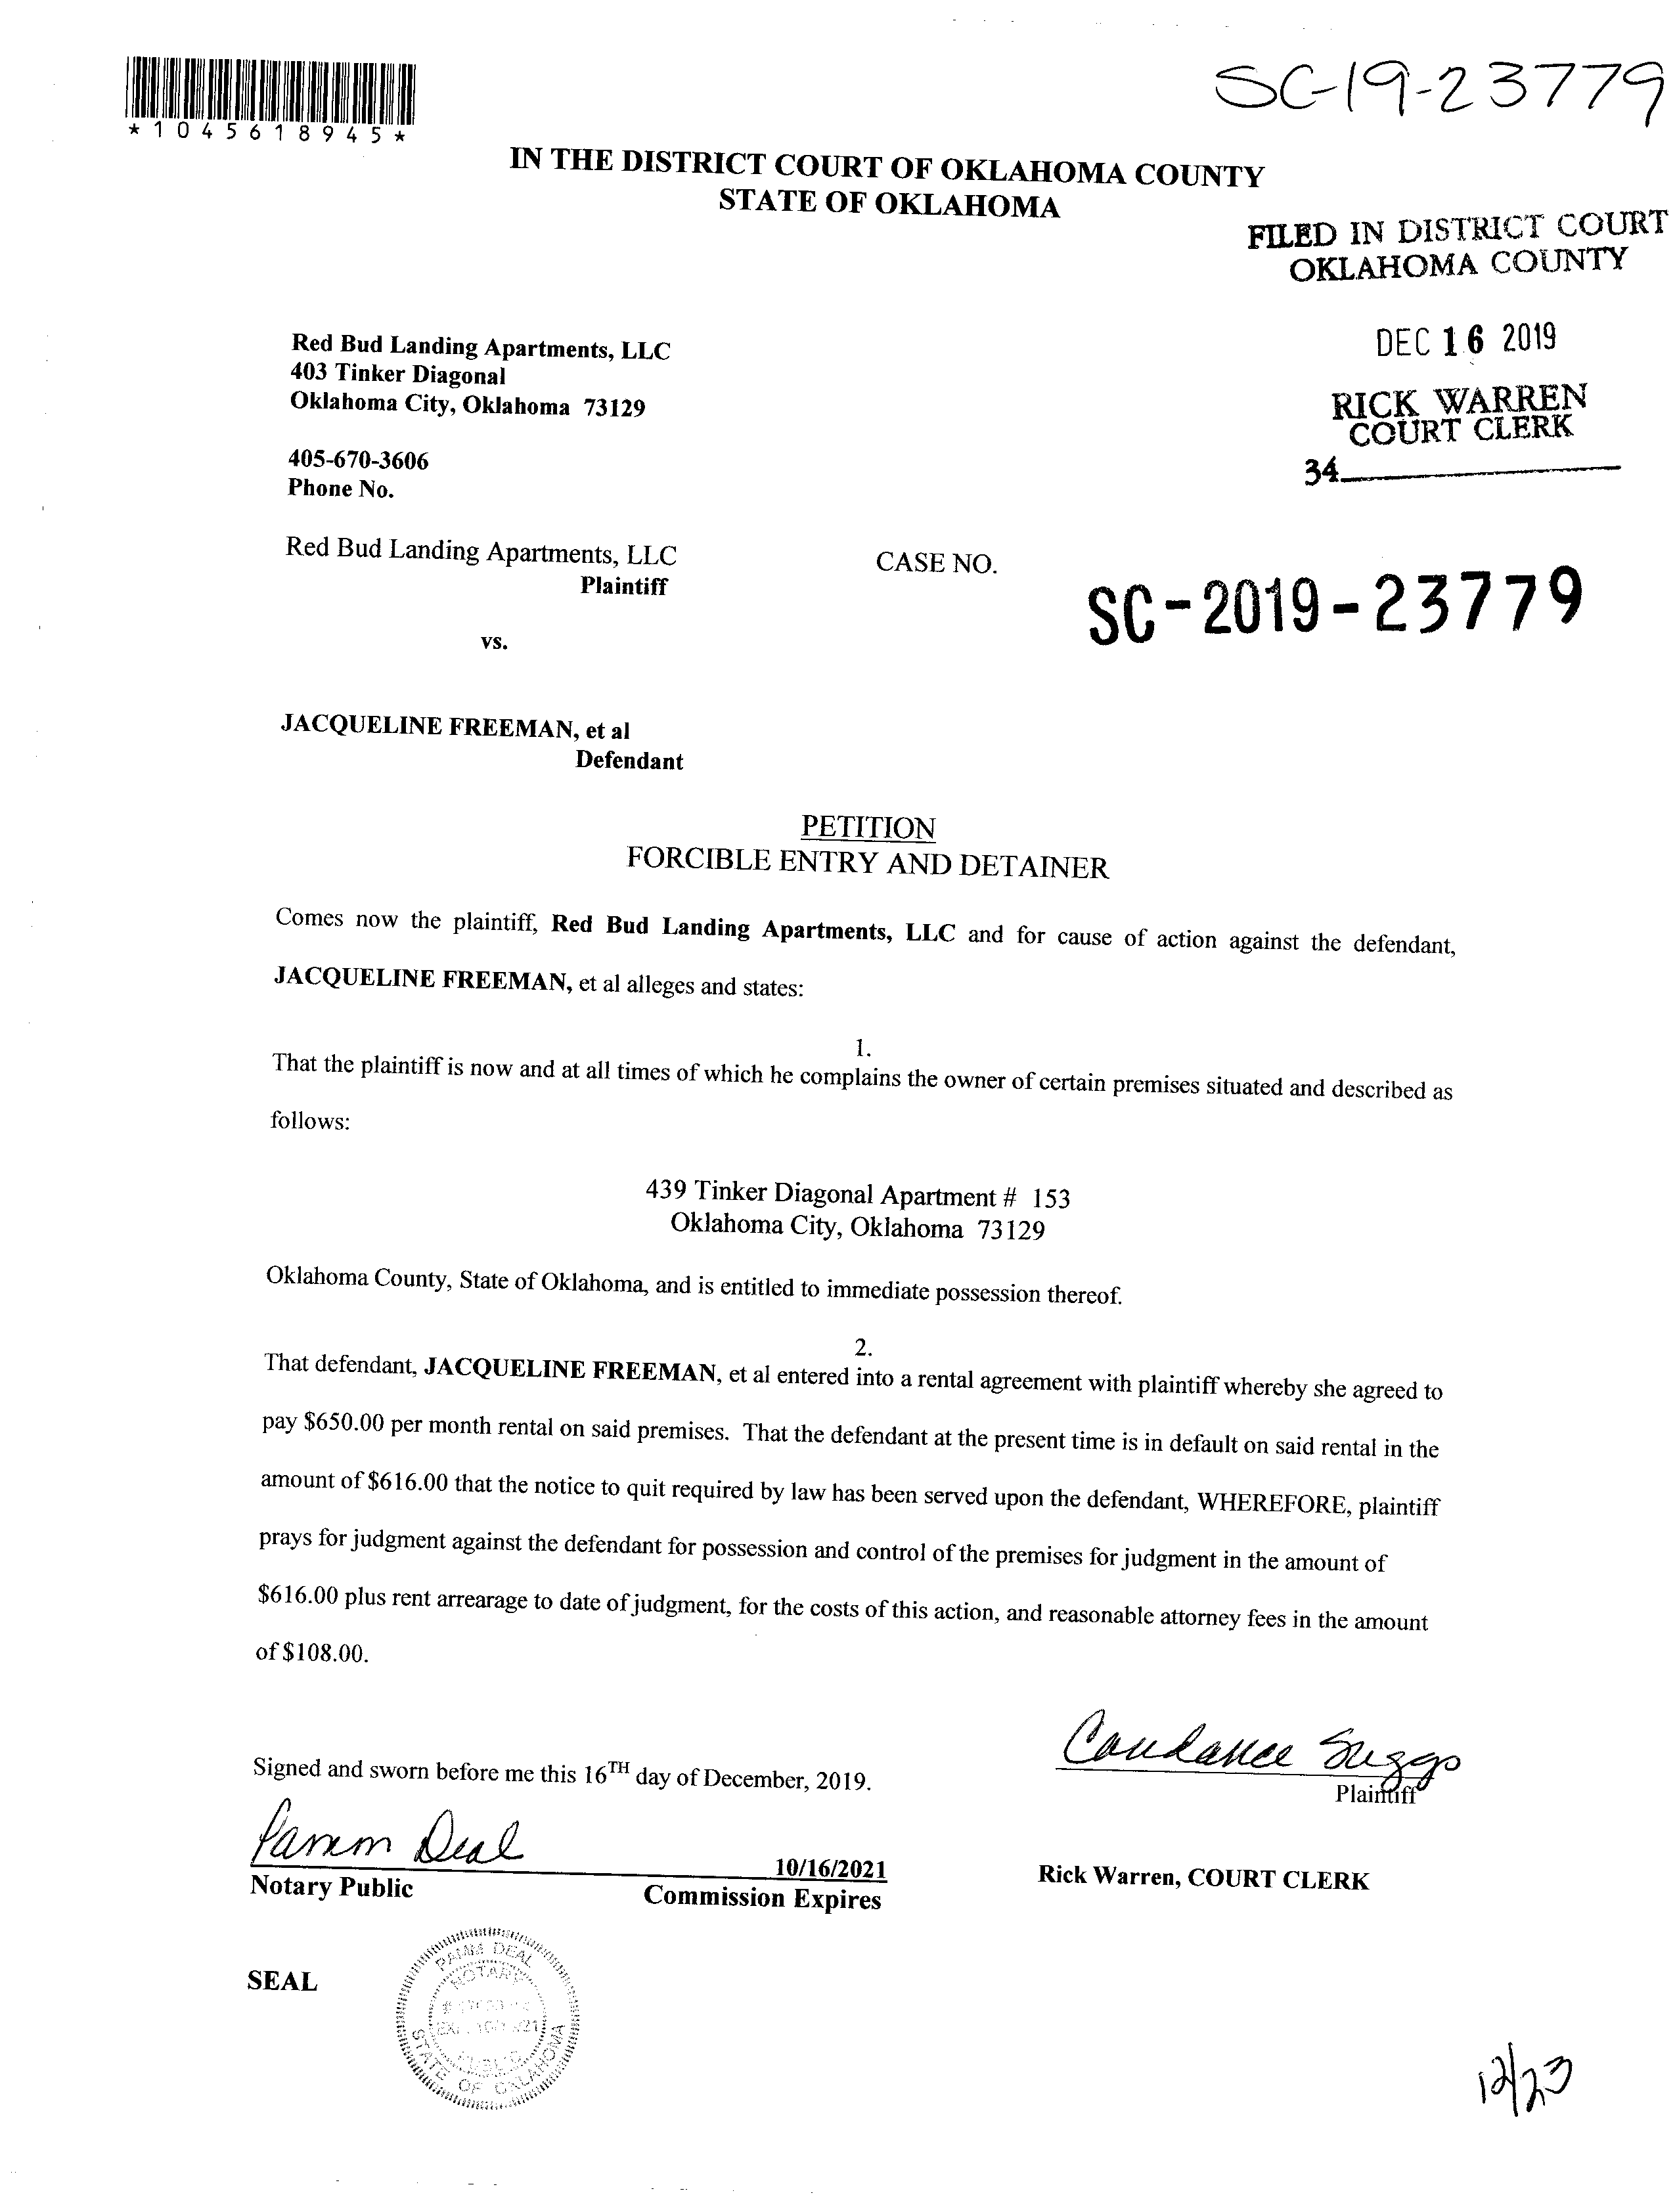 SC-19-23779
*1045618945*
IN THE DISTRICT COURT OF OKLAHOMA COUNTY
STATE OF OKLAHOMA
FILED IN DISTRICT COURT
OKLAHOMA COUNTY
DEC 16 2019
RICK WARREN
COURT CLERK
34
Red Bud Landing Apartments, LLC
403 Tinker Diagonal
Oklahoma City, Oklahoma 73129
405-670-3606
Phone No.
Red Bud Landing Apartments, LLC
Plaintiff
CASE NO.
SC-2019-23779
vs.
JACQUELINE FREEMAN, et al
Defendant
PETITION
FORCIBLE ENTRY AND DETAINER
Comes now the plaintiff, Red Bud Landing Apartments, LLC and for cause of action against the defendant,
JACQUELINE FREEMAN, et al alleges and states:
1.
That the plaintiff is now and at all times of which he complains the owner of certain premises situated and described as
follows:
439 Tinker Diagonal Apartment # 153
Oklahoma City, Oklahoma 73129
Oklahoma County, State of Oklahoma, and is entitled to immediate possession thereof.
2.
That defendant, JACQUELINE FREEMAN, et al entered into a rental agreement with plaintiff whereby she agreed to
pay $650.00 per month rental on said premises. That the defendant at the present time is in default on said rental in the
amount of $616.00 that the notice to quit required by law has been served upon the defendant, WHEREFORE, plaintiff
prays for judgment against the defendant for possession and control of the premises for judgment in the amount of
$616.00 plus rent arrearage to date of judgment, for the costs of this action, and reasonable attorney fees in the amount
of $108.00.
Candance Suggs
Plaintiff
Signed and sworn before me this 16TH day of December, 2019.
Pamm Deal
10/16/2021
Notary Public
Commission Expires
Rick Warren, COURT CLERK
SEAL
PAMM DEAL
NOTARY
PUBLIC
STATE OF OKLAHOMA
12/23